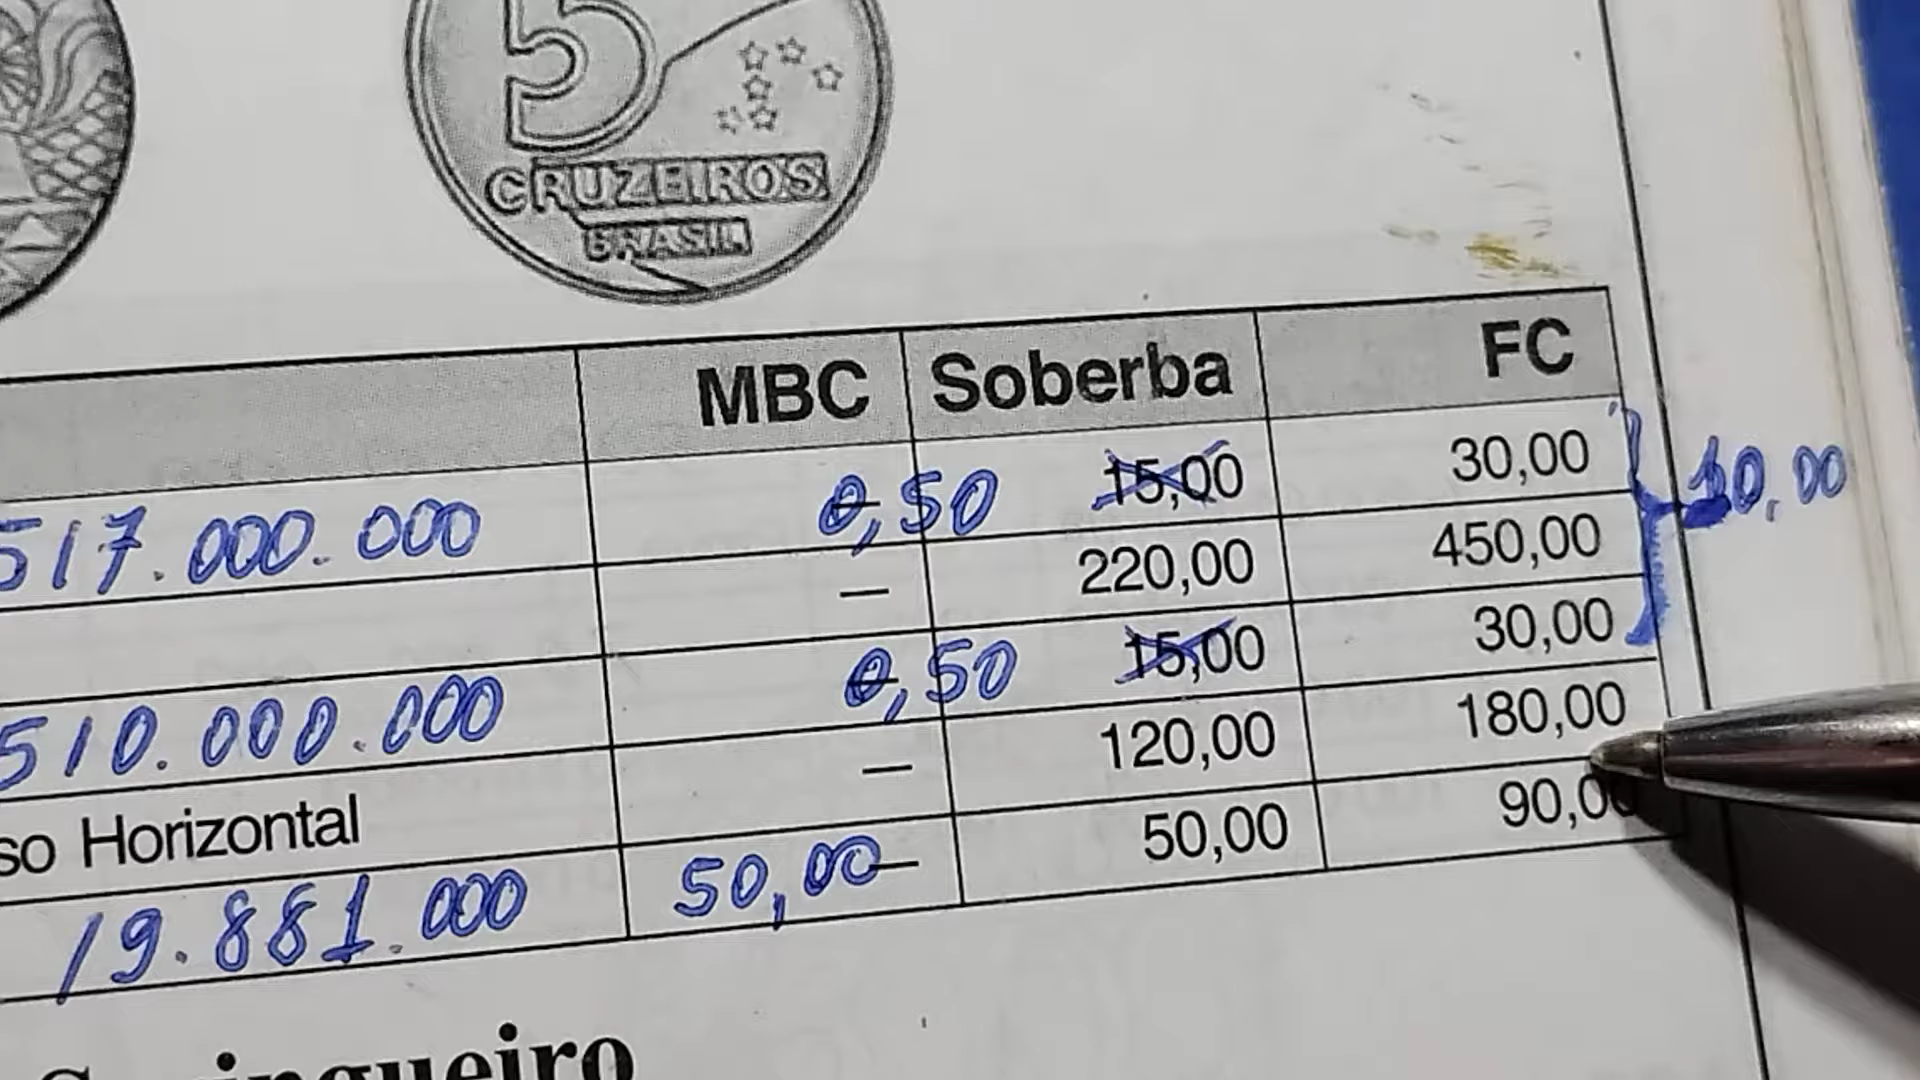 5
CRUZEIROS
BRASIL
MBC Soberba FC
517.000.000 0,50 15,00 30,00
— 220,00 450,00
10,00
510.000.000 0,50 15,00 30,00
so Horizontal — 120,00 180,00
19.881.000 50,00 — 50,00 90,00